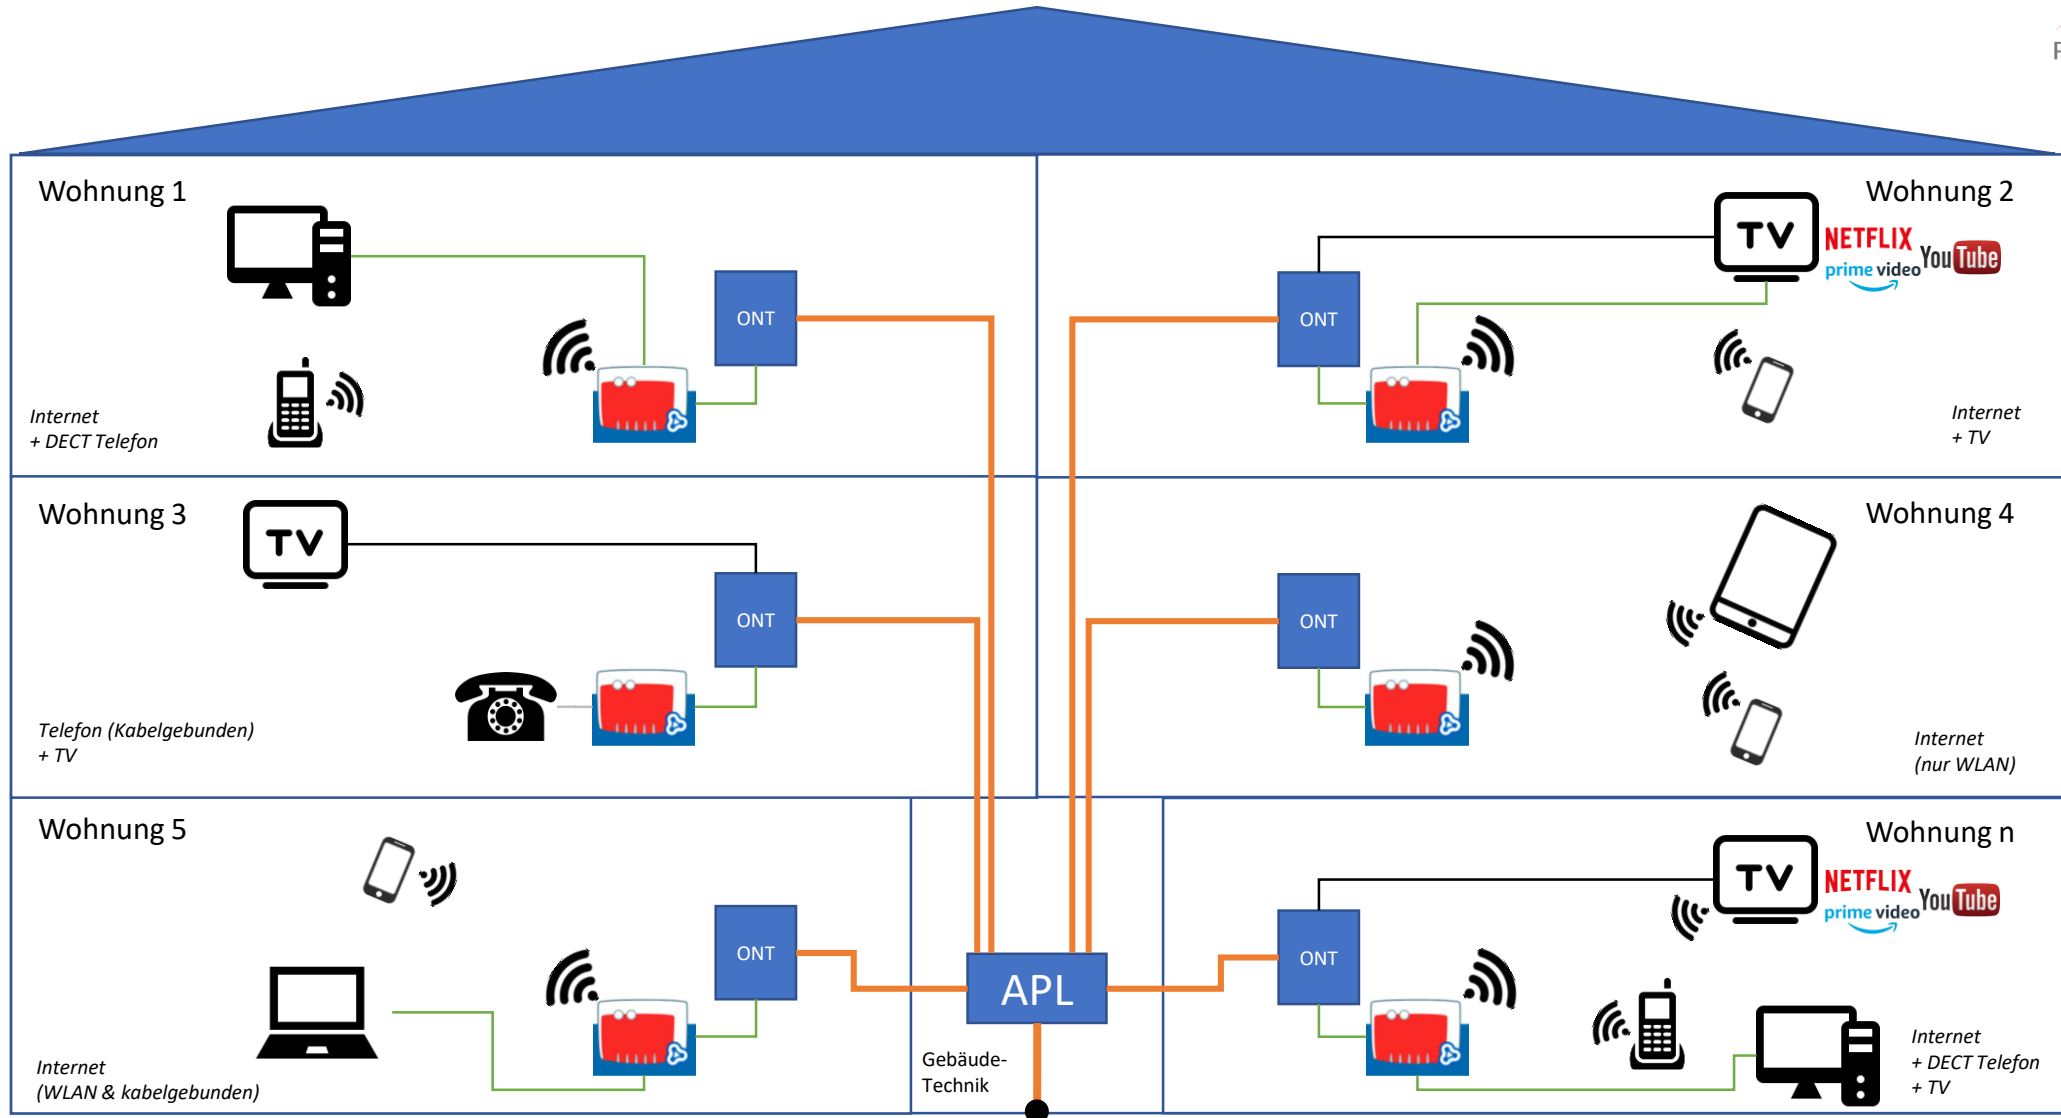 Wohnung 1
ONT
Internet
+ DECT Telefon
Wohnung 2
TV
NETFLIX
YouTube
prime video
ONT
Internet
+ TV
Wohnung 3
TV
ONT
Telefon (Kabelgebunden)
+ TV
Wohnung 4
ONT
Internet
(nur WLAN)
Wohnung 5
ONT
Internet
(WLAN & kabelgebunden)
APL
Gebäude-
Technik
Wohnung n
TV
NETFLIX
YouTube
prime video
ONT
Internet
+ DECT Telefon
+ TV